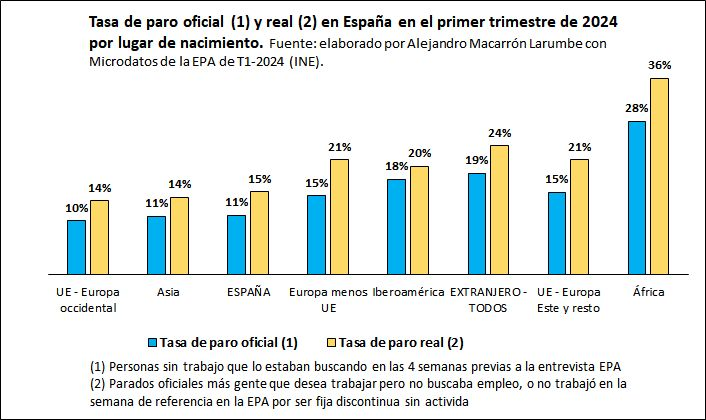 Tasa de paro oficial (1) y real (2) en España en el primer trimestre de 2024
por lugar de nacimiento. Fuente: elaborado por Alejandro Macarrón Larumbe con
Microdatos de la EPA de T1-2024 (INE).
10% 14% 11% 14% 11% 15% 15% 21% 18% 20% 19% 24% 15% 21% 28% 36%
UE - Europa occidental
Asia
ESPAÑA
Europa menos UE
Iberoamérica
EXTRANJERO - TODOS
UE - Europa Este y resto
África
Tasa de paro oficial (1) Tasa de paro real (2)
(1) Personas sin trabajo que lo estaban buscando en las 4 semanas previas a la entrevista EPA
(2) Parados oficiales más gente que desea trabajar pero no buscaba empleo, o no trabajó en la
semana de referencia en la EPA por ser fija discontinua sin activida